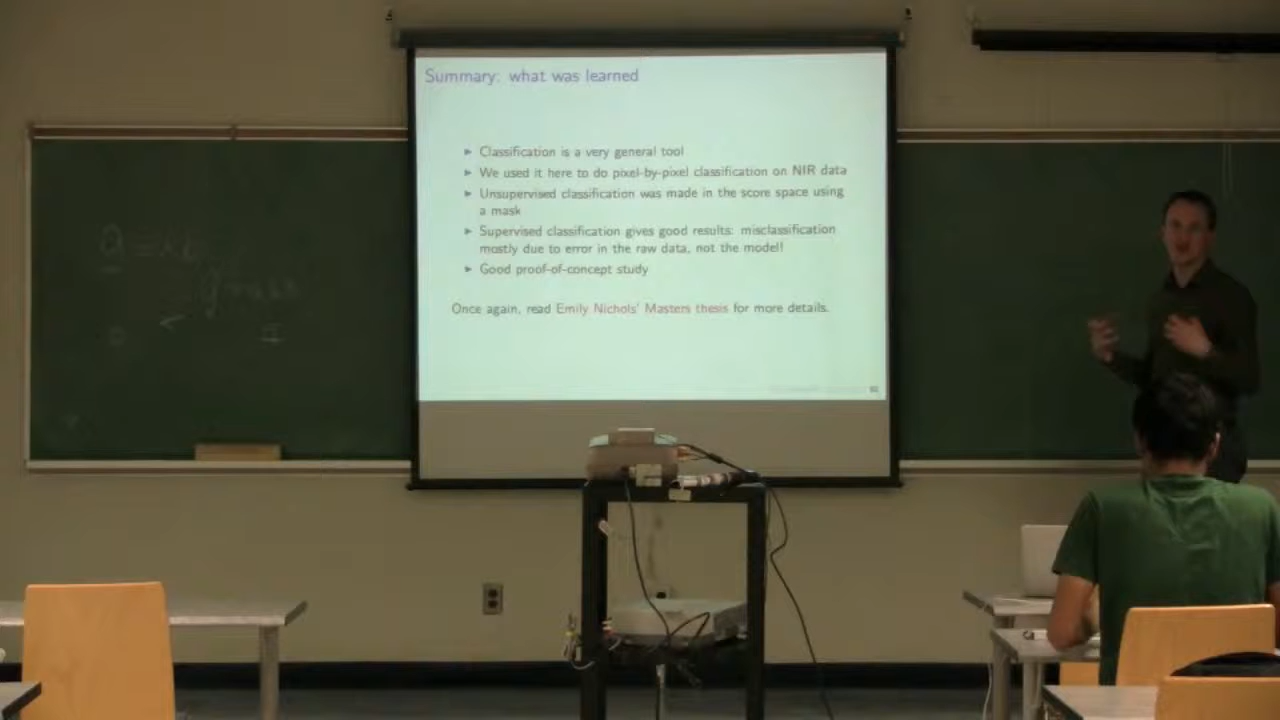 Summary: what was learned
► Classification is a very general tool
► We used it here to do pixel-by-pixel classification on NIR data
► Unsupervised classification was made in the score space using
a mask
► Supervised classification gives good results: misclassification
mostly due to error in the raw data, not the model!
► Good proof-of-concept study
Once again, read Emily Nichols' Masters thesis for more details.